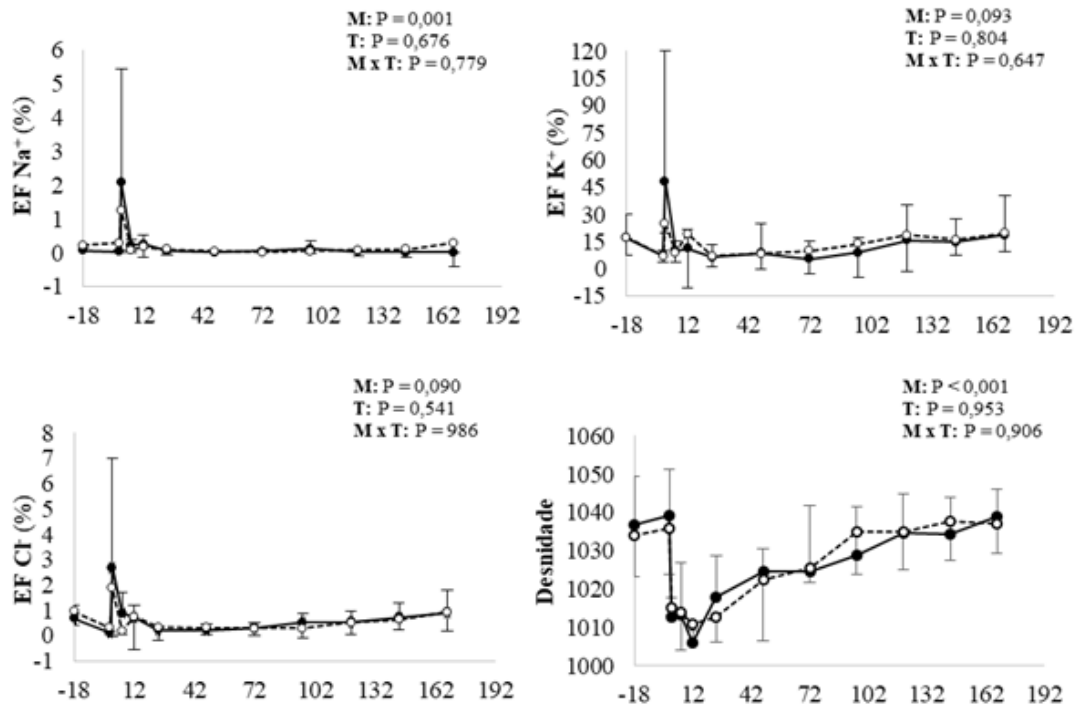 M: P = 0,001
T: P = 0,676
M x T: P = 0,779
EF Na⁺ (%)
6
5
4
3
2
1
0
-1
-18 12 42 72 102 132 162 192
M: P = 0,093
T: P = 0,804
M x T: P = 0,647
EF K⁺ (%)
120
105
90
75
60
45
30
15
0
-15
-18 12 42 72 102 132 162 192
M: P = 0,090
T: P = 0,541
M x T: P = 986
EF Cl⁻ (%)
8
7
6
5
4
3
2
1
0
-1
-18 12 42 72 102 132 162 192
M: P < 0,001
T: P = 0,953
M x T: P = 0,906
Desnidade
1060
1050
1040
1030
1020
1010
1000
-18 12 42 72 102 132 162 192